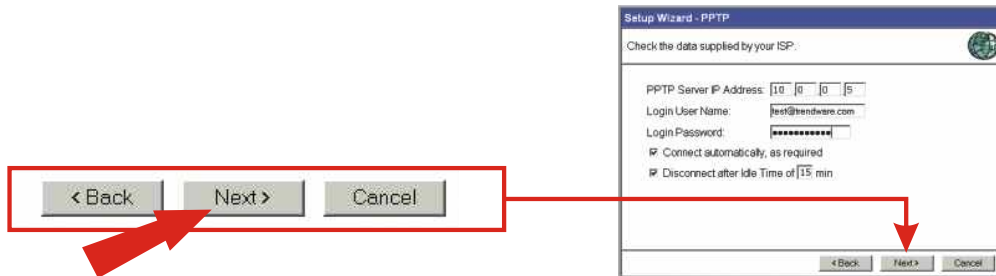 Setup Wizard - PPTP
Check the data supplied by your ISP.
PPTP Server IP Address: 10 0 0 5
Login User Name: test@trendware.com
Login Password: •••••••••••
Connect automatically, as required
Disconnect after Idle Time of 15 min
< Back Next > Cancel
< Back Next > Cancel